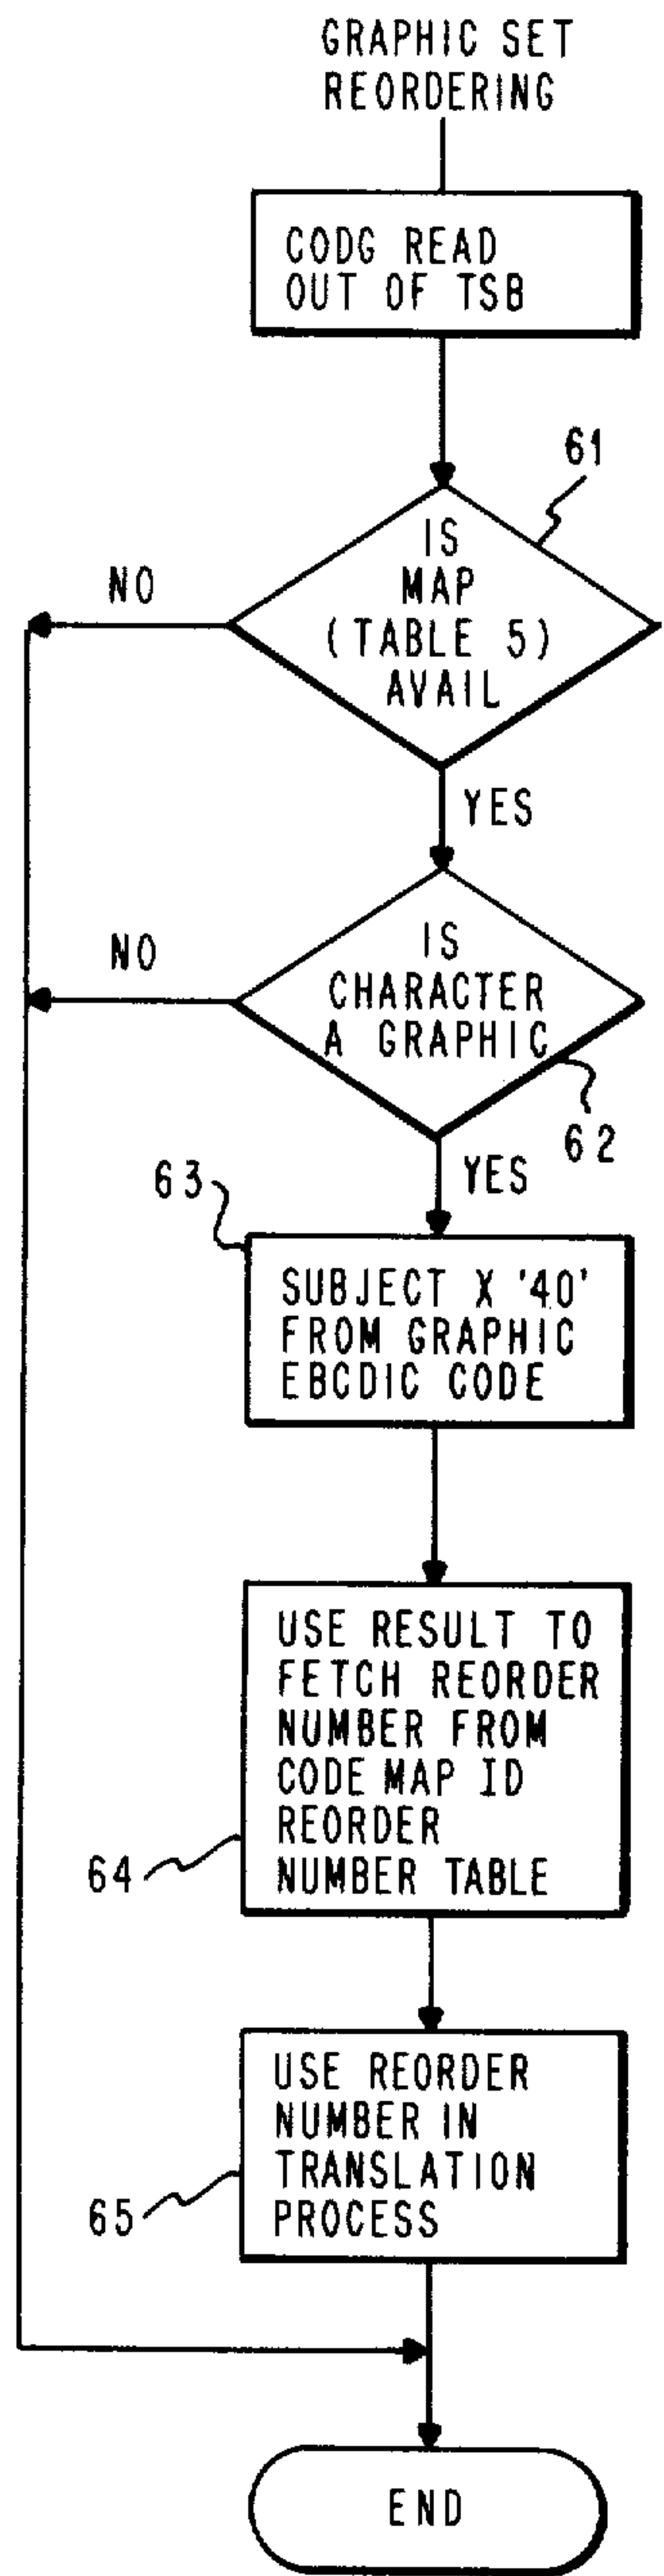 GRAPHIC SET
REORDERING
CODG READ
OUT OF TSB
61
IS
MAP
(TABLE 5)
AVAIL
NO
YES
IS
CHARACTER
A GRAPHIC
NO
62
YES
63
SUBJECT X '40'
FROM GRAPHIC
EBCDIC CODE
USE RESULT TO
FETCH REORDER
NUMBER FROM
CODE MAP ID
REORDER
NUMBER TABLE
64
USE REORDER
NUMBER IN
TRANSLATION
PROCESS
65
END